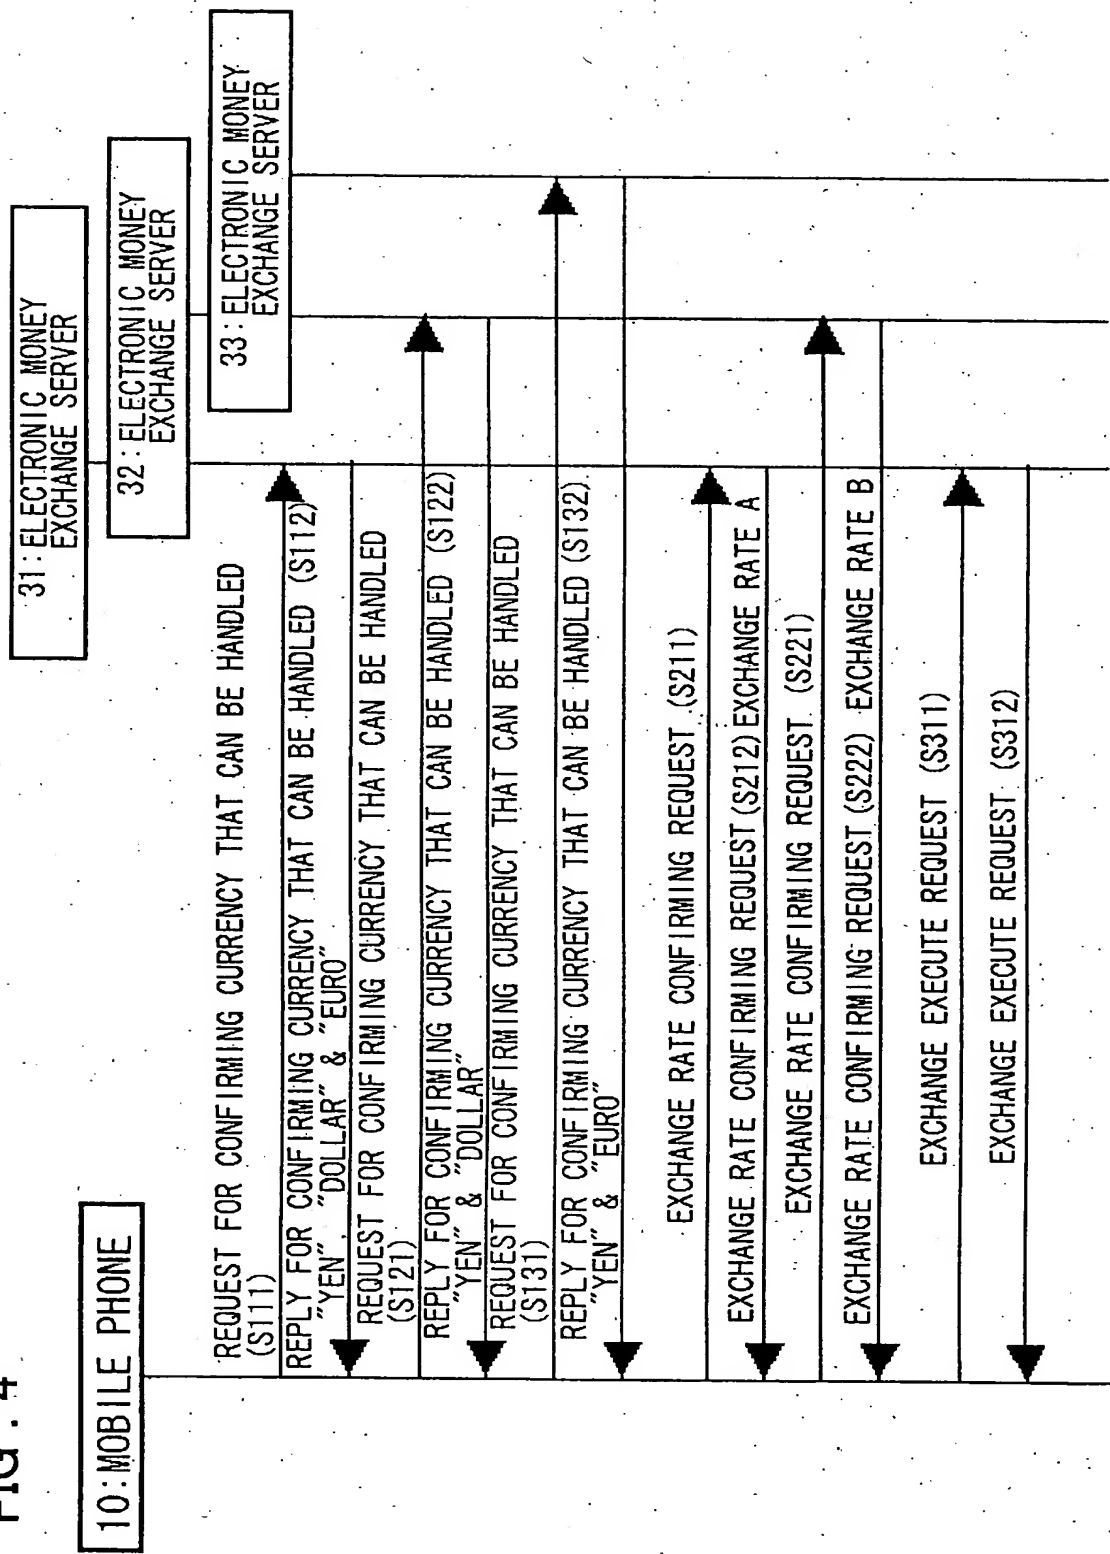 FIG. 4
10:MOBILE PHONE
31:ELECTRONIC MONEY
EXCHANGE SERVER
32:ELECTRONIC MONEY
EXCHANGE SERVER
33:ELECTRONIC MONEY
EXCHANGE SERVER
REQUEST FOR CONFIRMING CURRENCY THAT CAN BE HANDLED
(S111)
REPLY FOR CONFIRMING CURRENCY THAT CAN BE HANDLED (S112)
"YEN", "DOLLAR" & "EURO"
REQUEST FOR CONFIRMING CURRENCY THAT CAN BE HANDLED
(S121)
REPLY FOR CONFIRMING CURRENCY THAT CAN BE HANDLED (S122)
"YEN" & "DOLLAR"
REQUEST FOR CONFIRMING CURRENCY THAT CAN BE HANDLED
(S131)
REPLY FOR CONFIRMING CURRENCY THAT CAN BE HANDLED (S132)
"YEN" & "EURO"
EXCHANGE RATE CONFIRMING REQUEST (S211)
EXCHANGE RATE CONFIRMING REQUEST (S212) EXCHANGE RATE A
EXCHANGE RATE CONFIRMING REQUEST (S221)
EXCHANGE RATE CONFIRMING REQUEST (S222) EXCHANGE RATE B
EXCHANGE EXECUTE REQUEST (S311)
EXCHANGE EXECUTE REQUEST (S312)